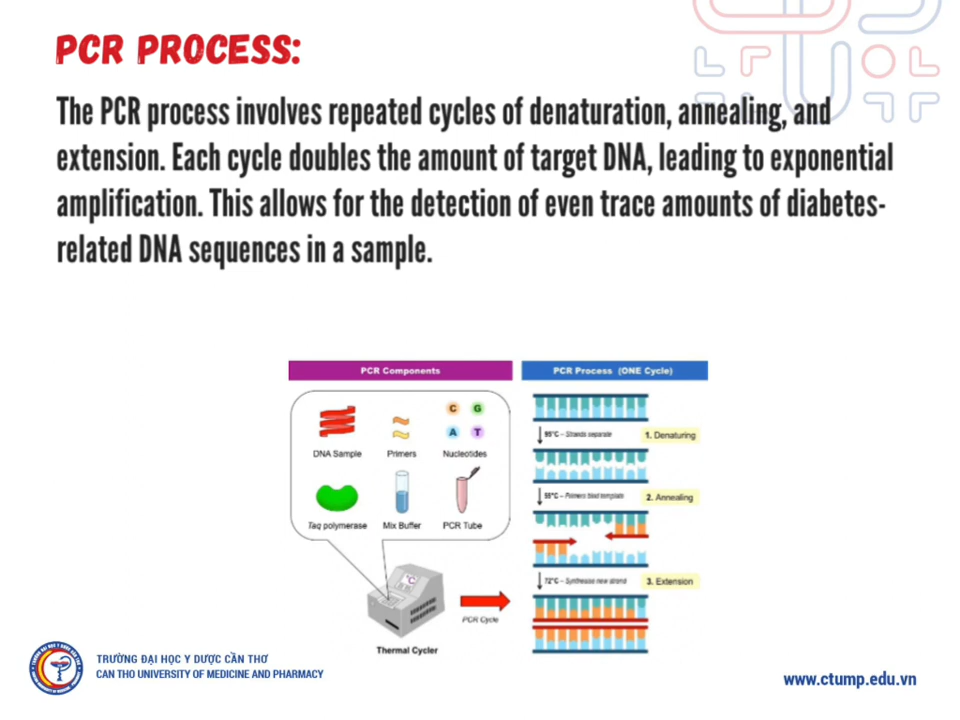 PCR PROCESS:
The PCR process involves repeated cycles of denaturation, annealing, and
extension. Each cycle doubles the amount of target DNA, leading to exponential
amplification. This allows for the detection of even trace amounts of diabetes-
related DNA sequences in a sample.
PCR Components
DNA Sample
Primers
C G
A T
Nucleotides
Taq polymerase
Mix Buffer
PCR Tube
°C
Thermal Cycler
PCR Cycle
PCR Process (ONE Cycle)
95°C – Strands separate
1. Denaturing
55°C – Primers bind template
2. Annealing
72°C – Synthesise new strand
3. Extension
TRƯỜNG ĐẠI HỌC Y DƯỢC CẦN THƠ
CAN THO UNIVERSITY OF MEDICINE AND PHARMACY
www.ctump.edu.vn